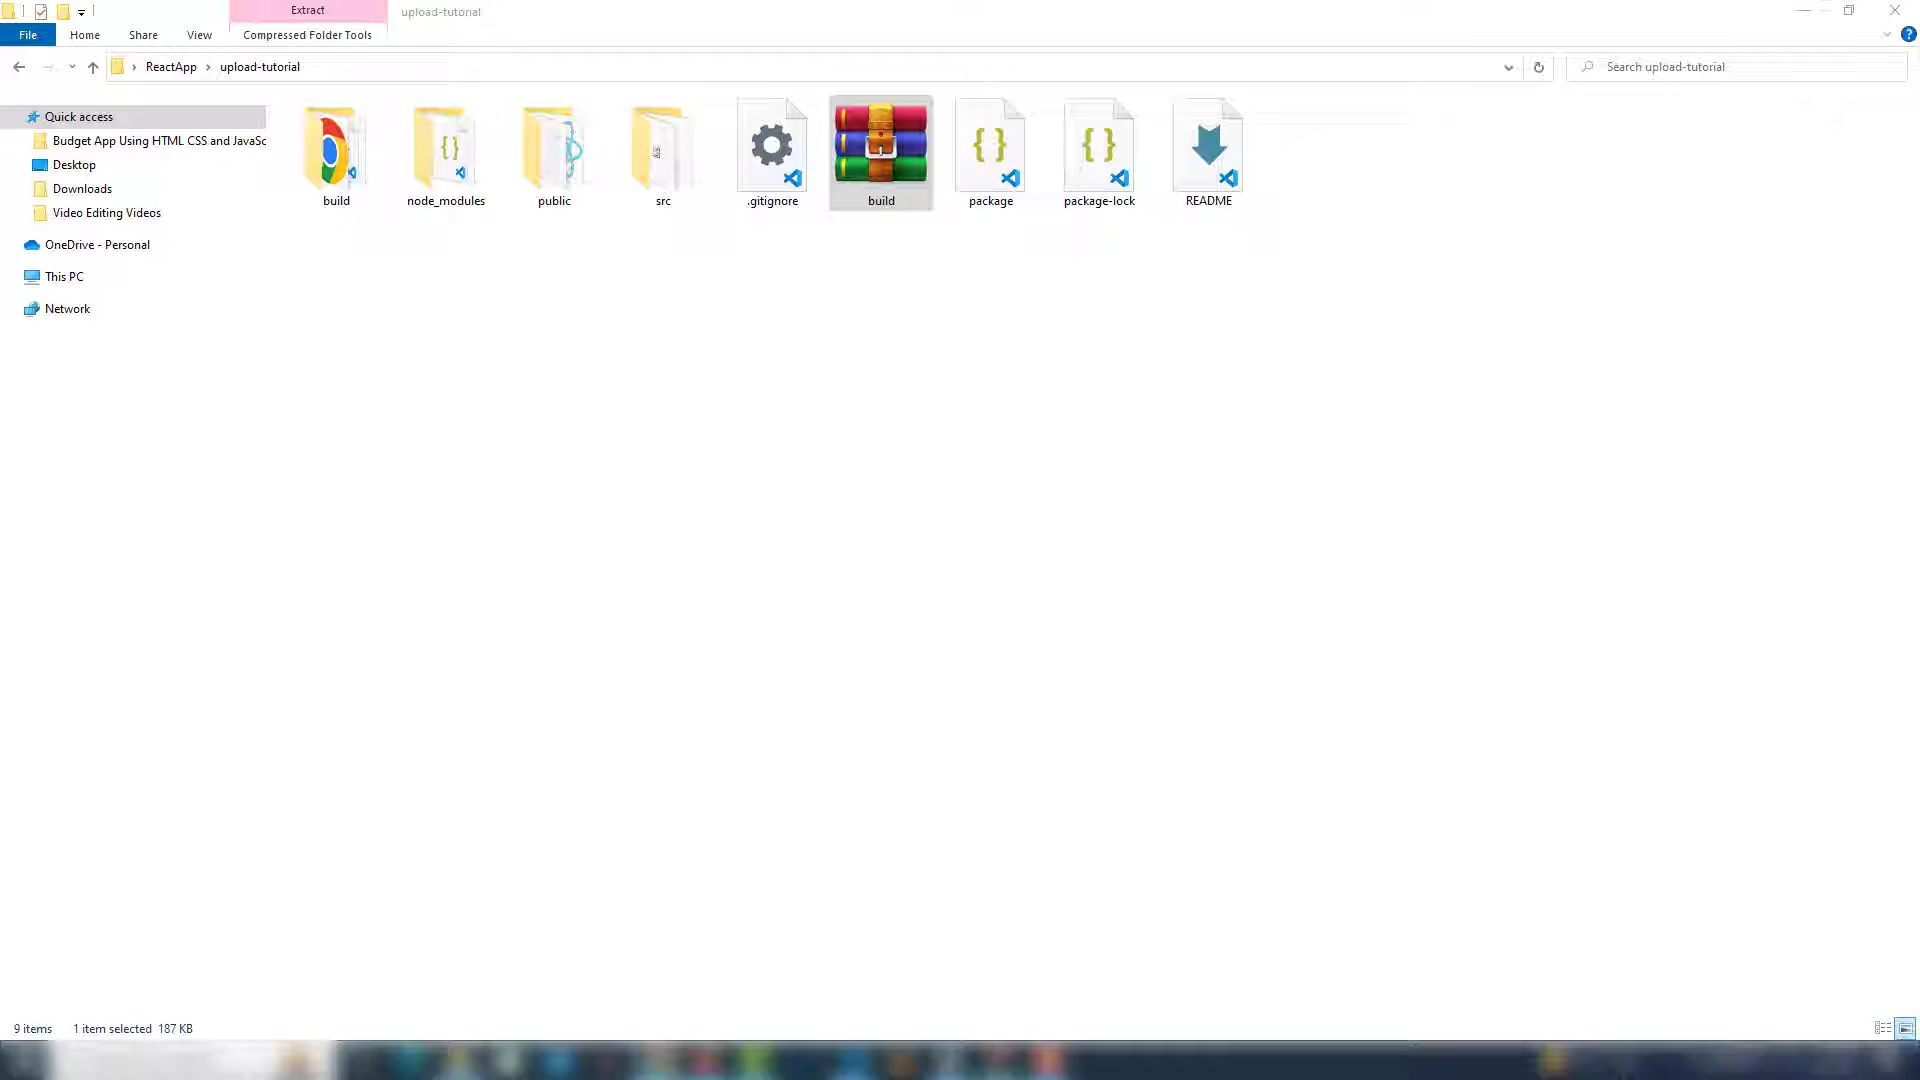 Extract
upload-tutorial
File Home Share View Compressed Folder Tools
ReactApp upload-tutorial
Search upload-tutorial
Quick access
Budget App Using HTML CSS and JavaSc
Desktop
Downloads
Video Editing Videos
OneDrive - Personal
This PC
Network
build node_modules public src .gitignore build package package-lock README
9 items 1 item selected 187 KB